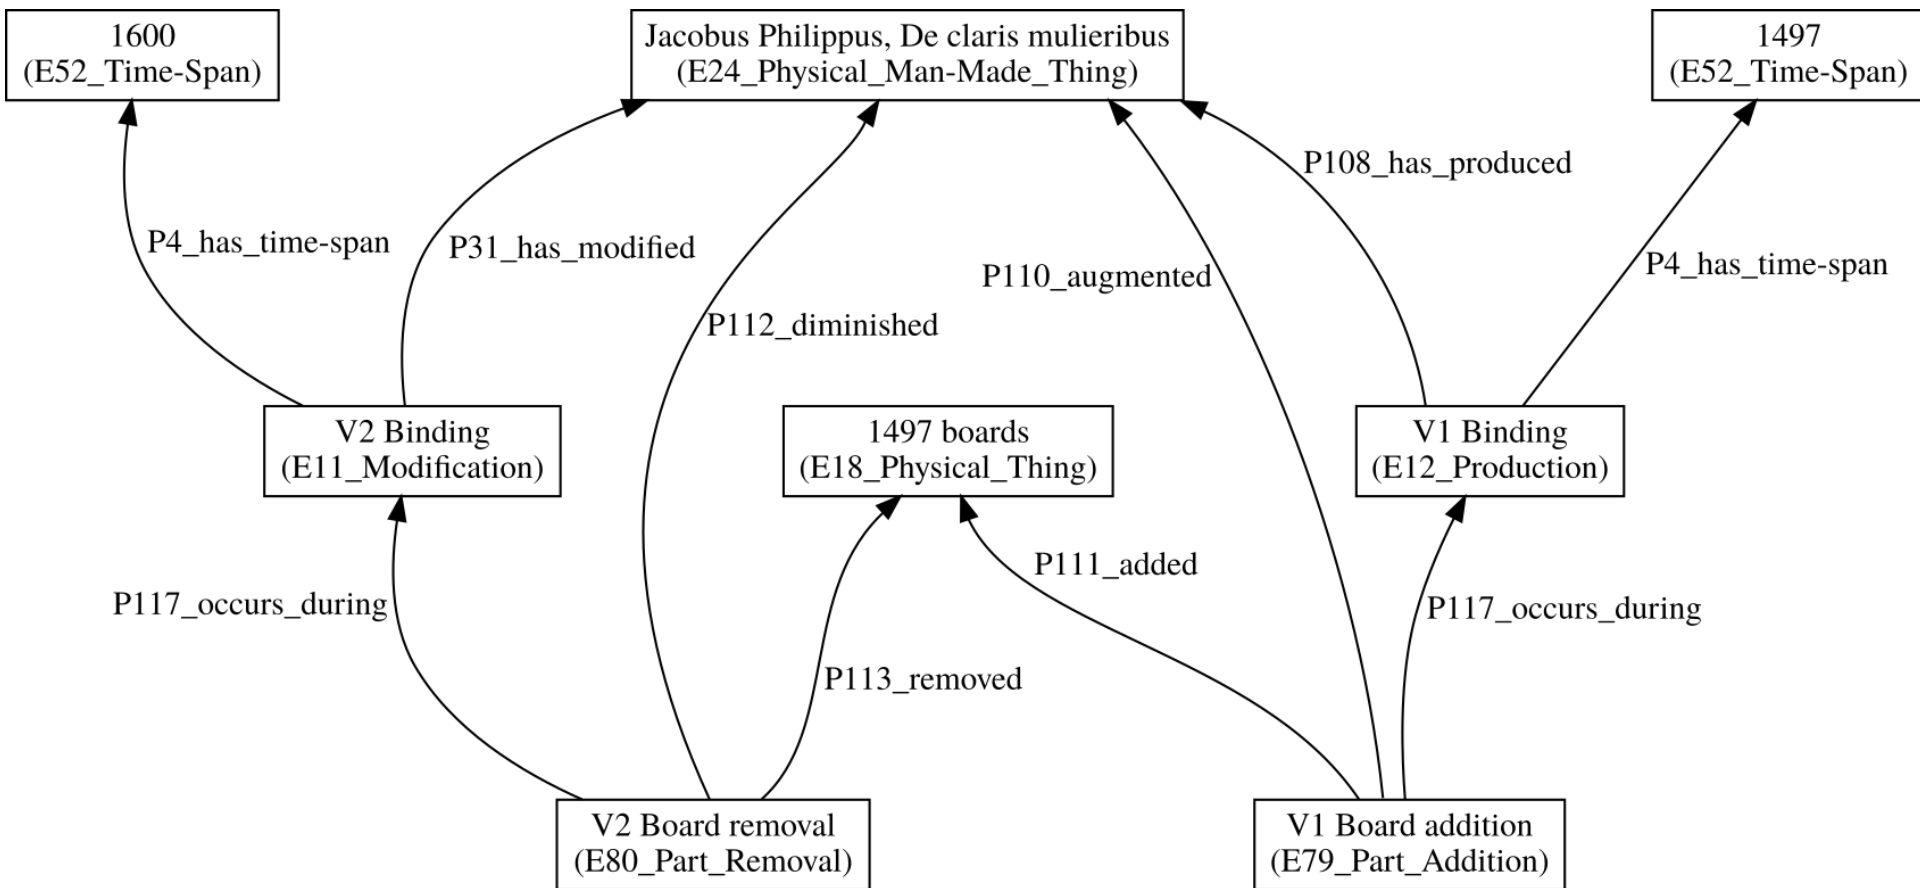 1600
(E52_Time-Span)
Jacobus Philippus, De claris mulieribus
(E24_Physical_Man-Made_Thing)
1497
(E52_Time-Span)
P108_has_produced
P4_has_time-span
P31_has_modified
P4_has_time-span
P110_augmented
P112_diminished
V2 Binding
(E11_Modification)
1497 boards
(E18_Physical_Thing)
V1 Binding
(E12_Production)
P111_added
P117_occurs_during
P117_occurs_during
P113_removed
V2 Board removal
(E80_Part_Removal)
V1 Board addition
(E79_Part_Addition)